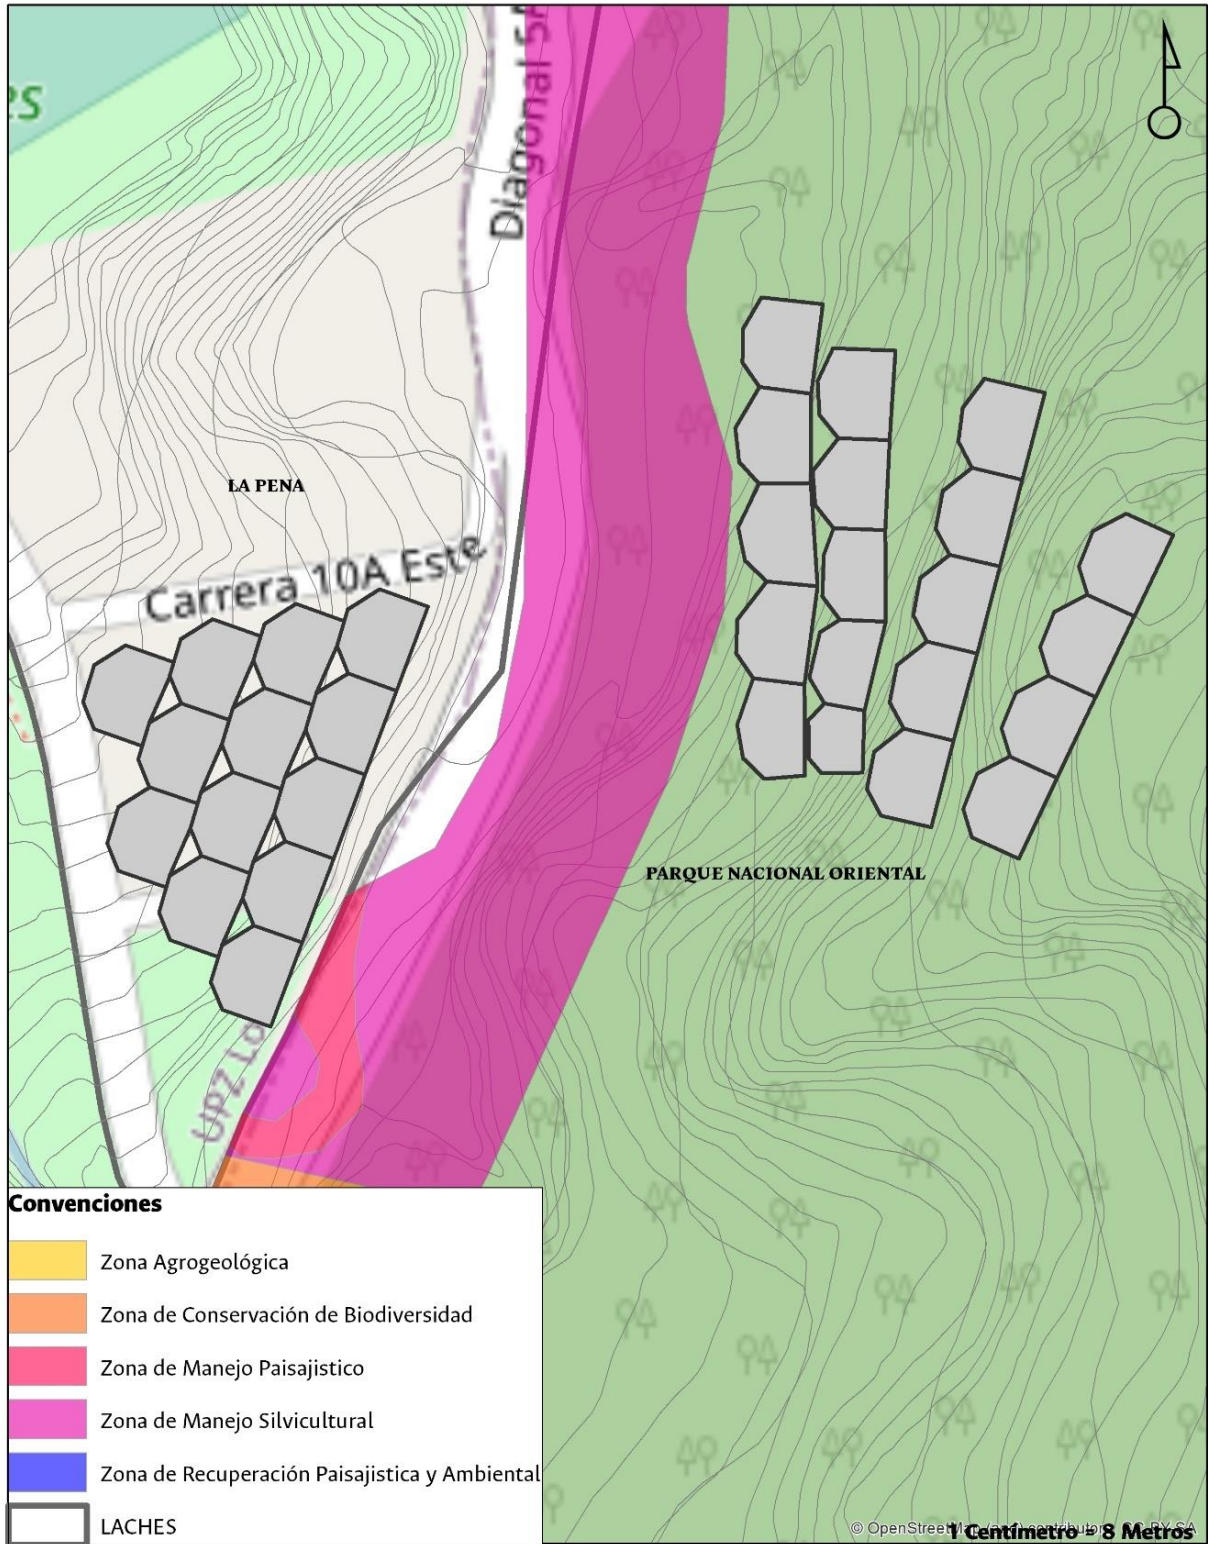 Diagonal 5
LA PENA
Carrera 10A Este
PARQUE NACIONAL ORIENTAL
UPZ Lo
Convenciones
Zona Agrogeológica
Zona de Conservación de Biodiversidad
Zona de Manejo Paisajistico
Zona de Manejo Silvicultural
Zona de Recuperación Paisajistica y Ambiental
LACHES
© OpenStreetMap (and) contributors, CC-BY-SA
1 Centímetro = 8 Metros